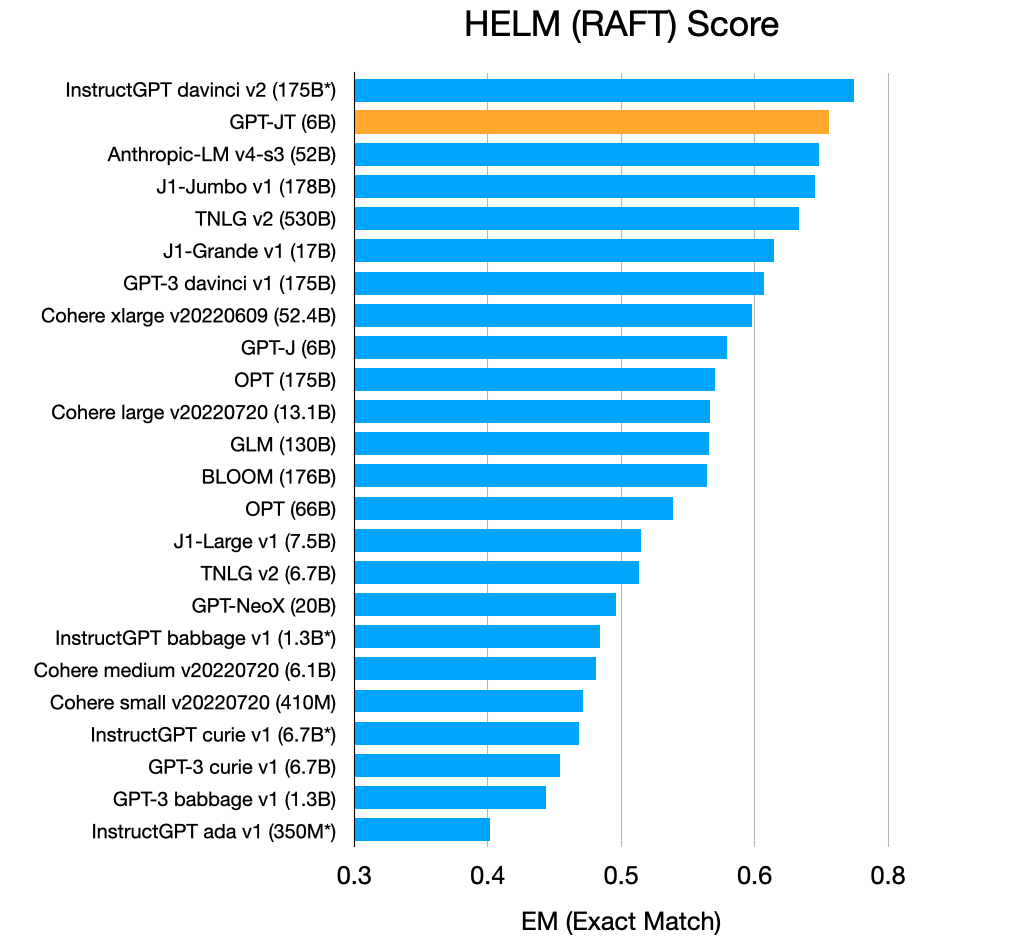 HELM (RAFT) Score
InstructGPT davinci v2 (175B*)
GPT-JT (6B)
Anthropic-LM v4-s3 (52B)
J1-Jumbo v1 (178B)
TNLG v2 (530B)
J1-Grande v1 (17B)
GPT-3 davinci v1 (175B)
Cohere xlarge v20220609 (52.4B)
GPT-J (6B)
OPT (175B)
Cohere large v20220720 (13.1B)
GLM (130B)
BLOOM (176B)
OPT (66B)
J1-Large v1 (7.5B)
TNLG v2 (6.7B)
GPT-NeoX (20B)
InstructGPT babbage v1 (1.3B*)
Cohere medium v20220720 (6.1B)
Cohere small v20220720 (410M)
InstructGPT curie v1 (6.7B*)
GPT-3 curie v1 (6.7B)
GPT-3 babbage v1 (1.3B)
InstructGPT ada v1 (350M*)
0.3 0.4 0.5 0.6 0.8
EM (Exact Match)